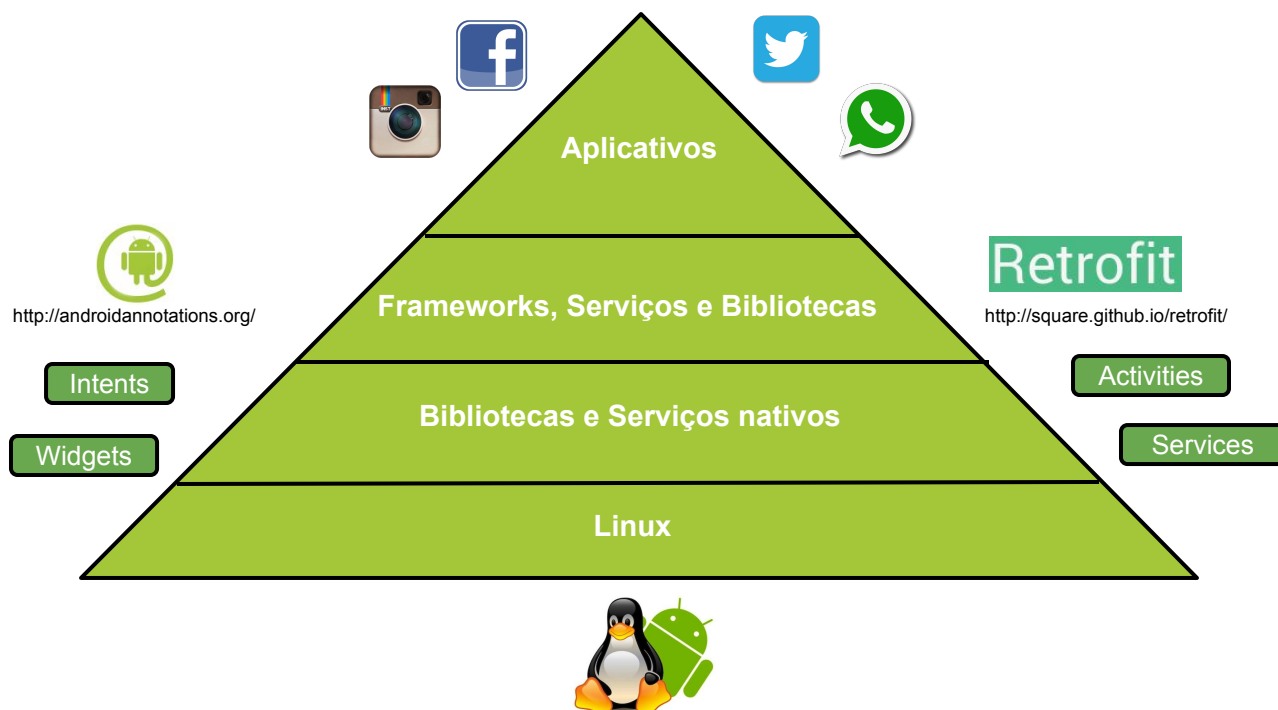 Aplicativos
Retrofit
http://androidannotations.org/
Frameworks, Serviços e Bibliotecas
http://square.github.io/retrofit/
Intents
Activities
Bibliotecas e Serviços nativos
Widgets
Services
Linux